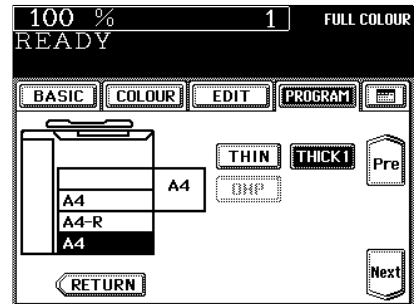 100 % 1 FULL COLOUR
READY
BASIC COLOUR EDIT PROGRAM
THIN THICK1 Pre
A4
OHP
A4
A4-R
A4
RETURN Next